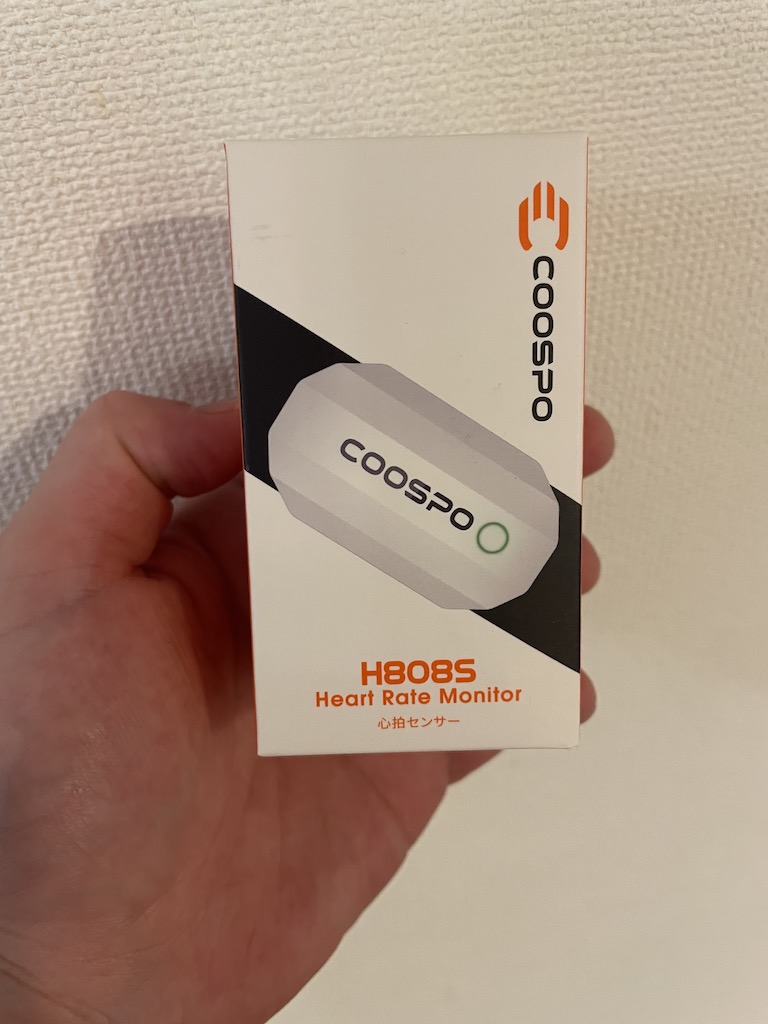 COOSPO
COOSPO
H808S
Heart Rate Monitor
心拍センサー